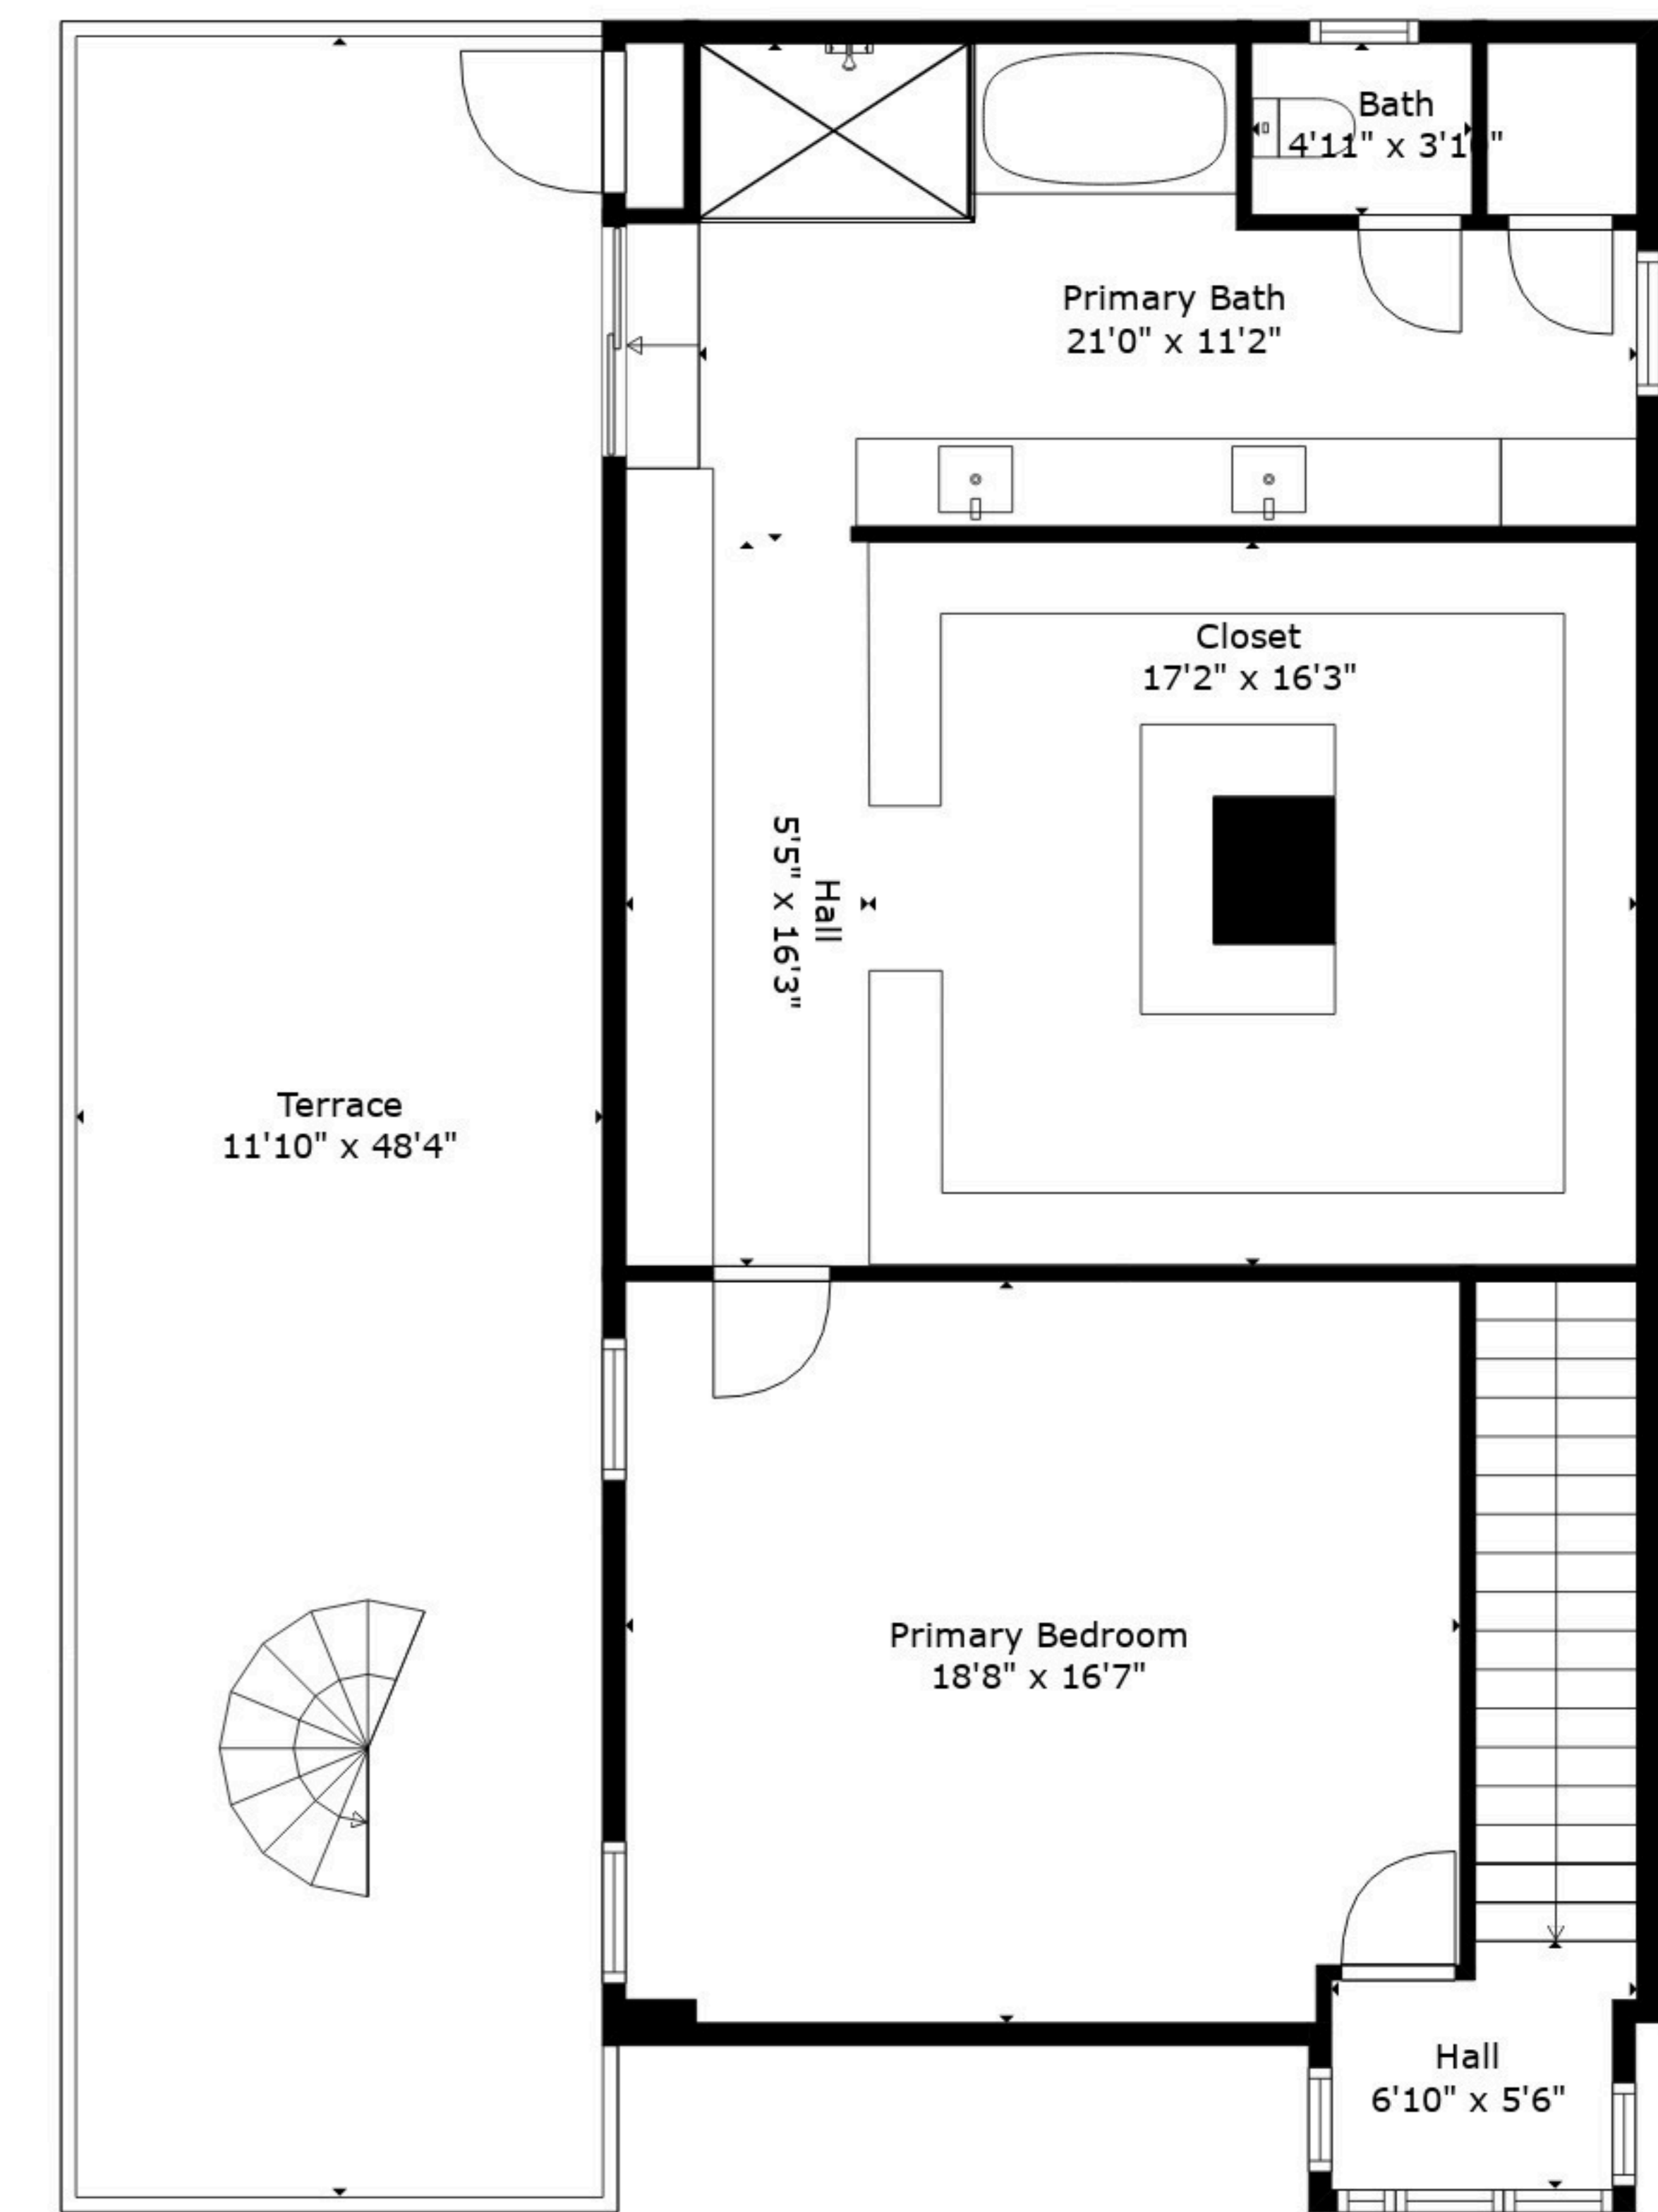 Bath
4'11" x 3'10"
Primary Bath
21'0" x 11'2"
Closet
17'2" x 16'3"
Hall
5'5" x 16'3"
Terrace
11'10" x 48'4"
Primary Bedroom
18'8" x 16'7"
Hall
6'10" x 5'6"